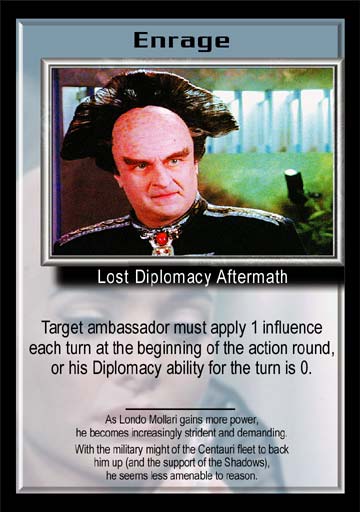 Enrage
Lost Diplomacy Aftermath
Target ambassador must apply 1 influence
each turn at the beginning of the action round,
or his Diplomacy ability for the turn is 0.
As Londo Mollari gains more power,
he becomes increasingly strident and demanding.
With the military might of the Centauri fleet to back
him up (and the support of the Shadows),
he seems less amenable to reason.